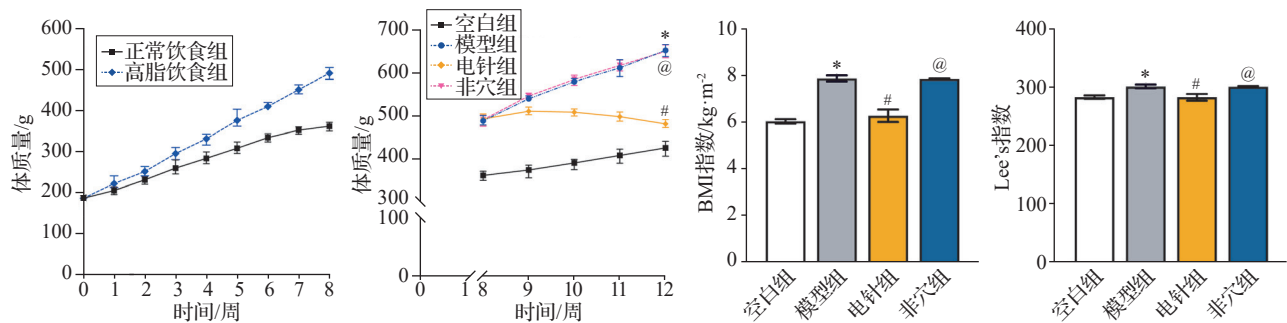 600
500
400
300
200
100
0
体质量/g
正常饮食组
高脂饮食组
0 1 2 3 4 5 6 7 8
时间/周
700
600
500
400
300
100
0
体质量/g
空白组
模型组
电针组
非穴组
*
@
#
0 1 8 9 10 11 12
时间/周
10
8
6
4
2
0
BMI指数/kg·m-2
*
#
@
空白组 模型组 电针组 非穴组
400
300
200
100
0
Lee's指数
*
#
@
空白组 模型组 电针组 非穴组